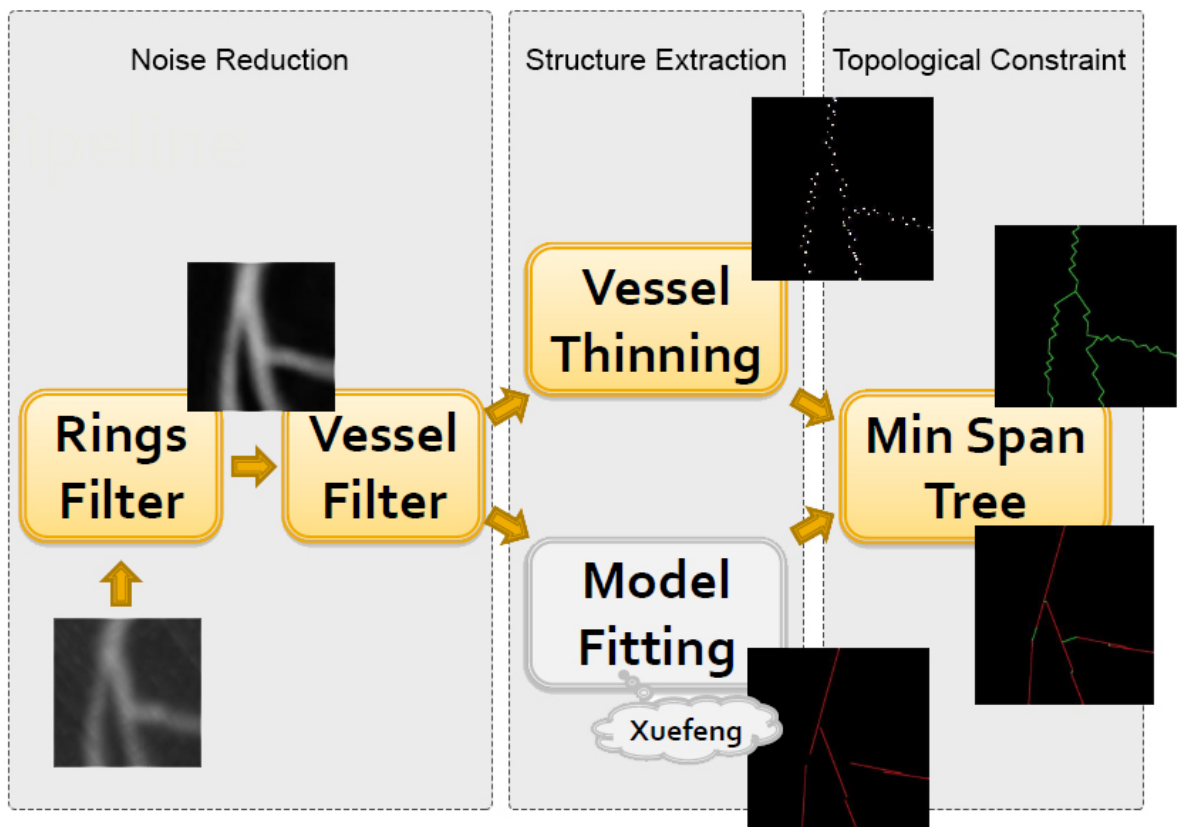 Noise Reduction
Structure Extraction
Topological Constraint
Rings
Filter
Vessel
Filter
Vessel
Thinning
Model
Fitting
Xuefeng
Min Span
Tree